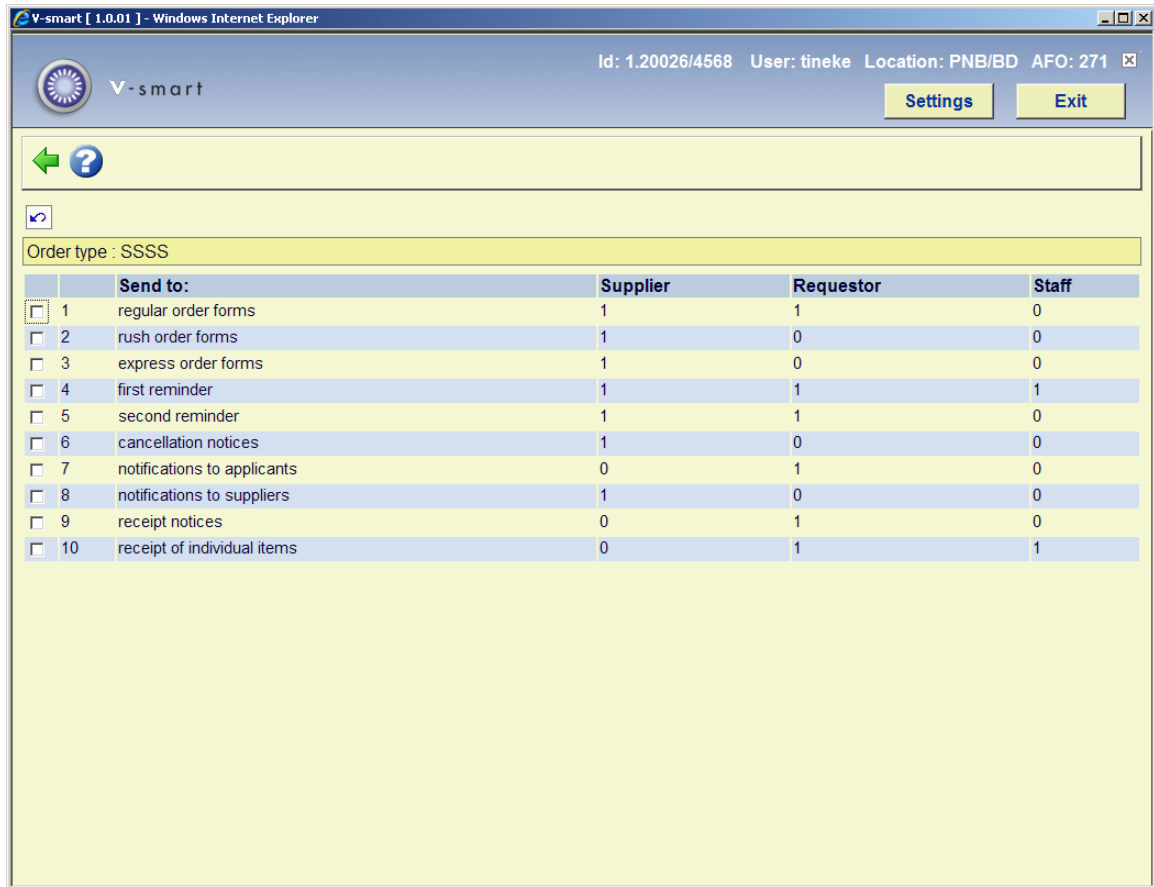 V-smart [ 1.0.01 ] - Windows Internet Explorer
Id: 1.20026/4568 User: tineke Location: PNB/BD AFO: 271
V-smart
Settings Exit
Order type : SSSS
Send to: Supplier Requestor Staff
1 regular order forms 1 1 0
2 rush order forms 1 0 0
3 express order forms 1 0 0
4 first reminder 1 1 1
5 second reminder 1 1 0
6 cancellation notices 1 0 0
7 notifications to applicants 0 1 0
8 notifications to suppliers 1 0 0
9 receipt notices 0 1 0
10 receipt of individual items 0 1 1